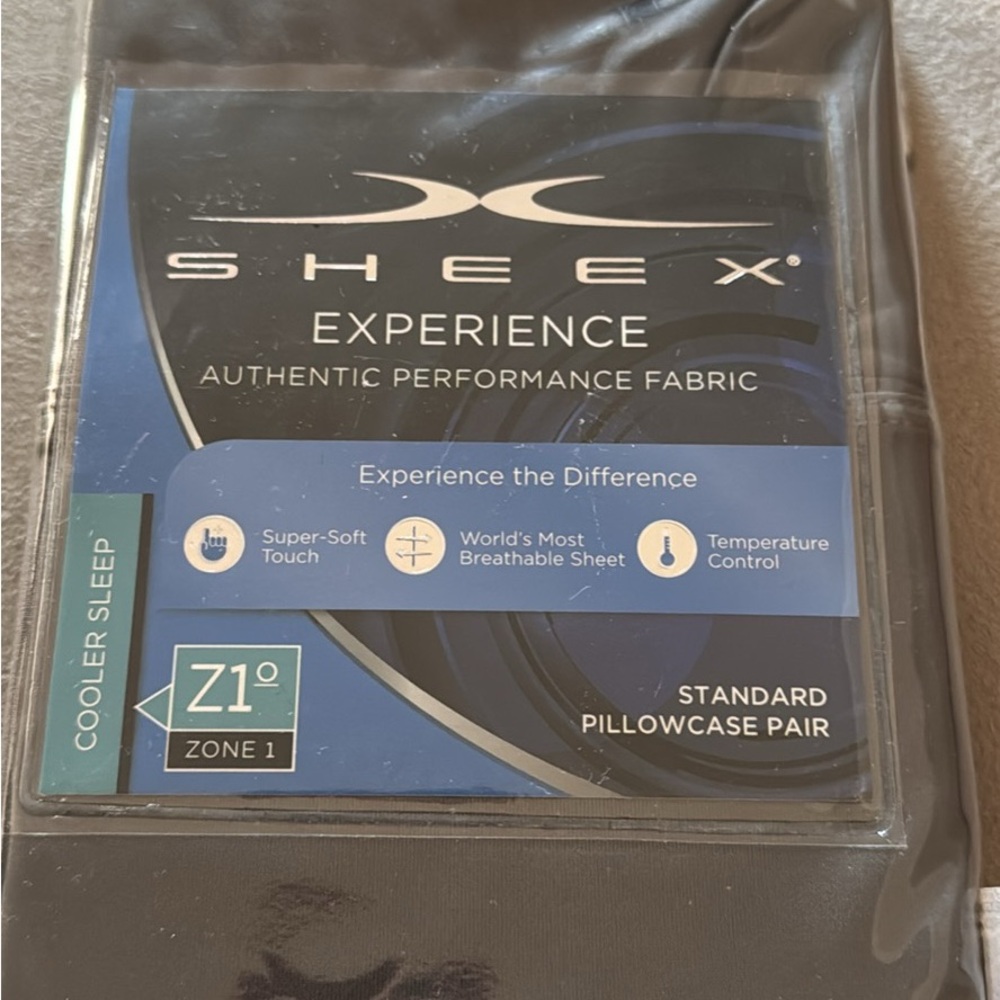 SHEEX®
EXPERIENCE
AUTHENTIC PERFORMANCE FABRIC
Experience the Difference
Super-Soft
Touch
World's Most
Breathable Sheet
Temperature
Control
COOLER SLEEP
Z1º
ZONE 1
STANDARD
PILLOWCASE PAIR